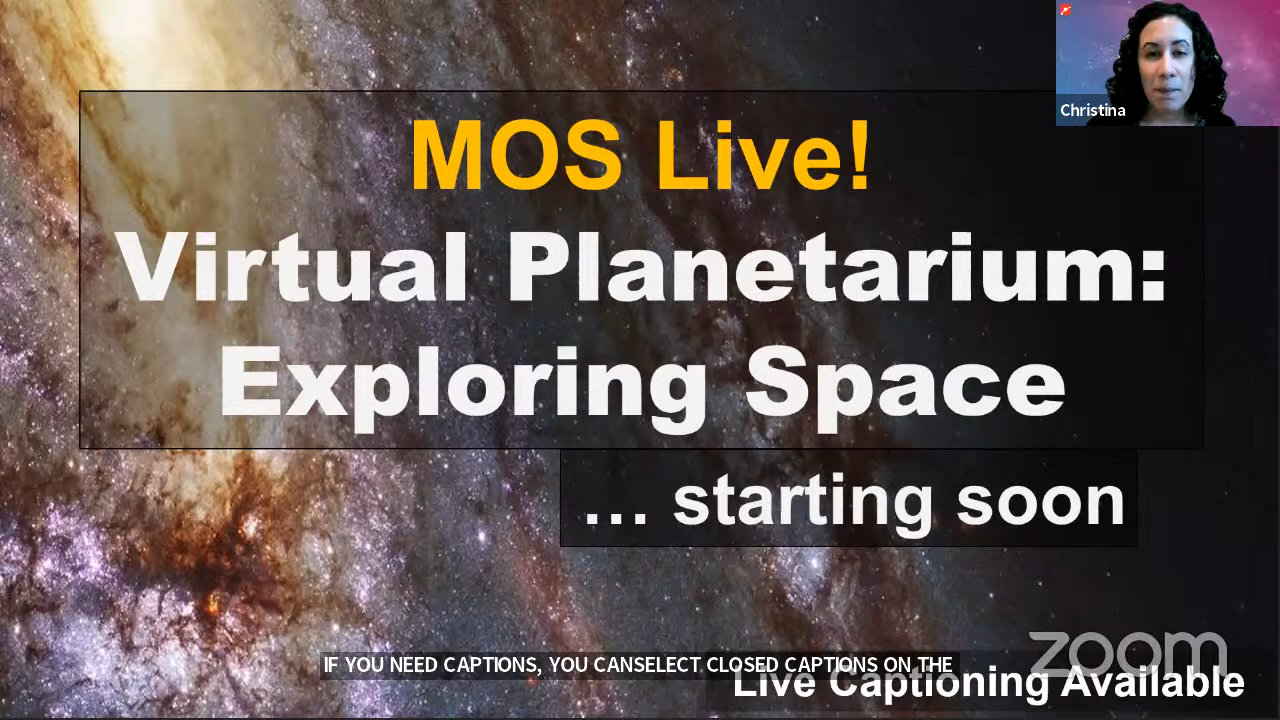 MOS Live!
Virtual Planetarium:
Exploring Space
... starting soon
Christina
IF YOU NEED CAPTIONS, YOU CANSELECT CLOSED CAPTIONS ON THE
zoom
Live Captioning Available